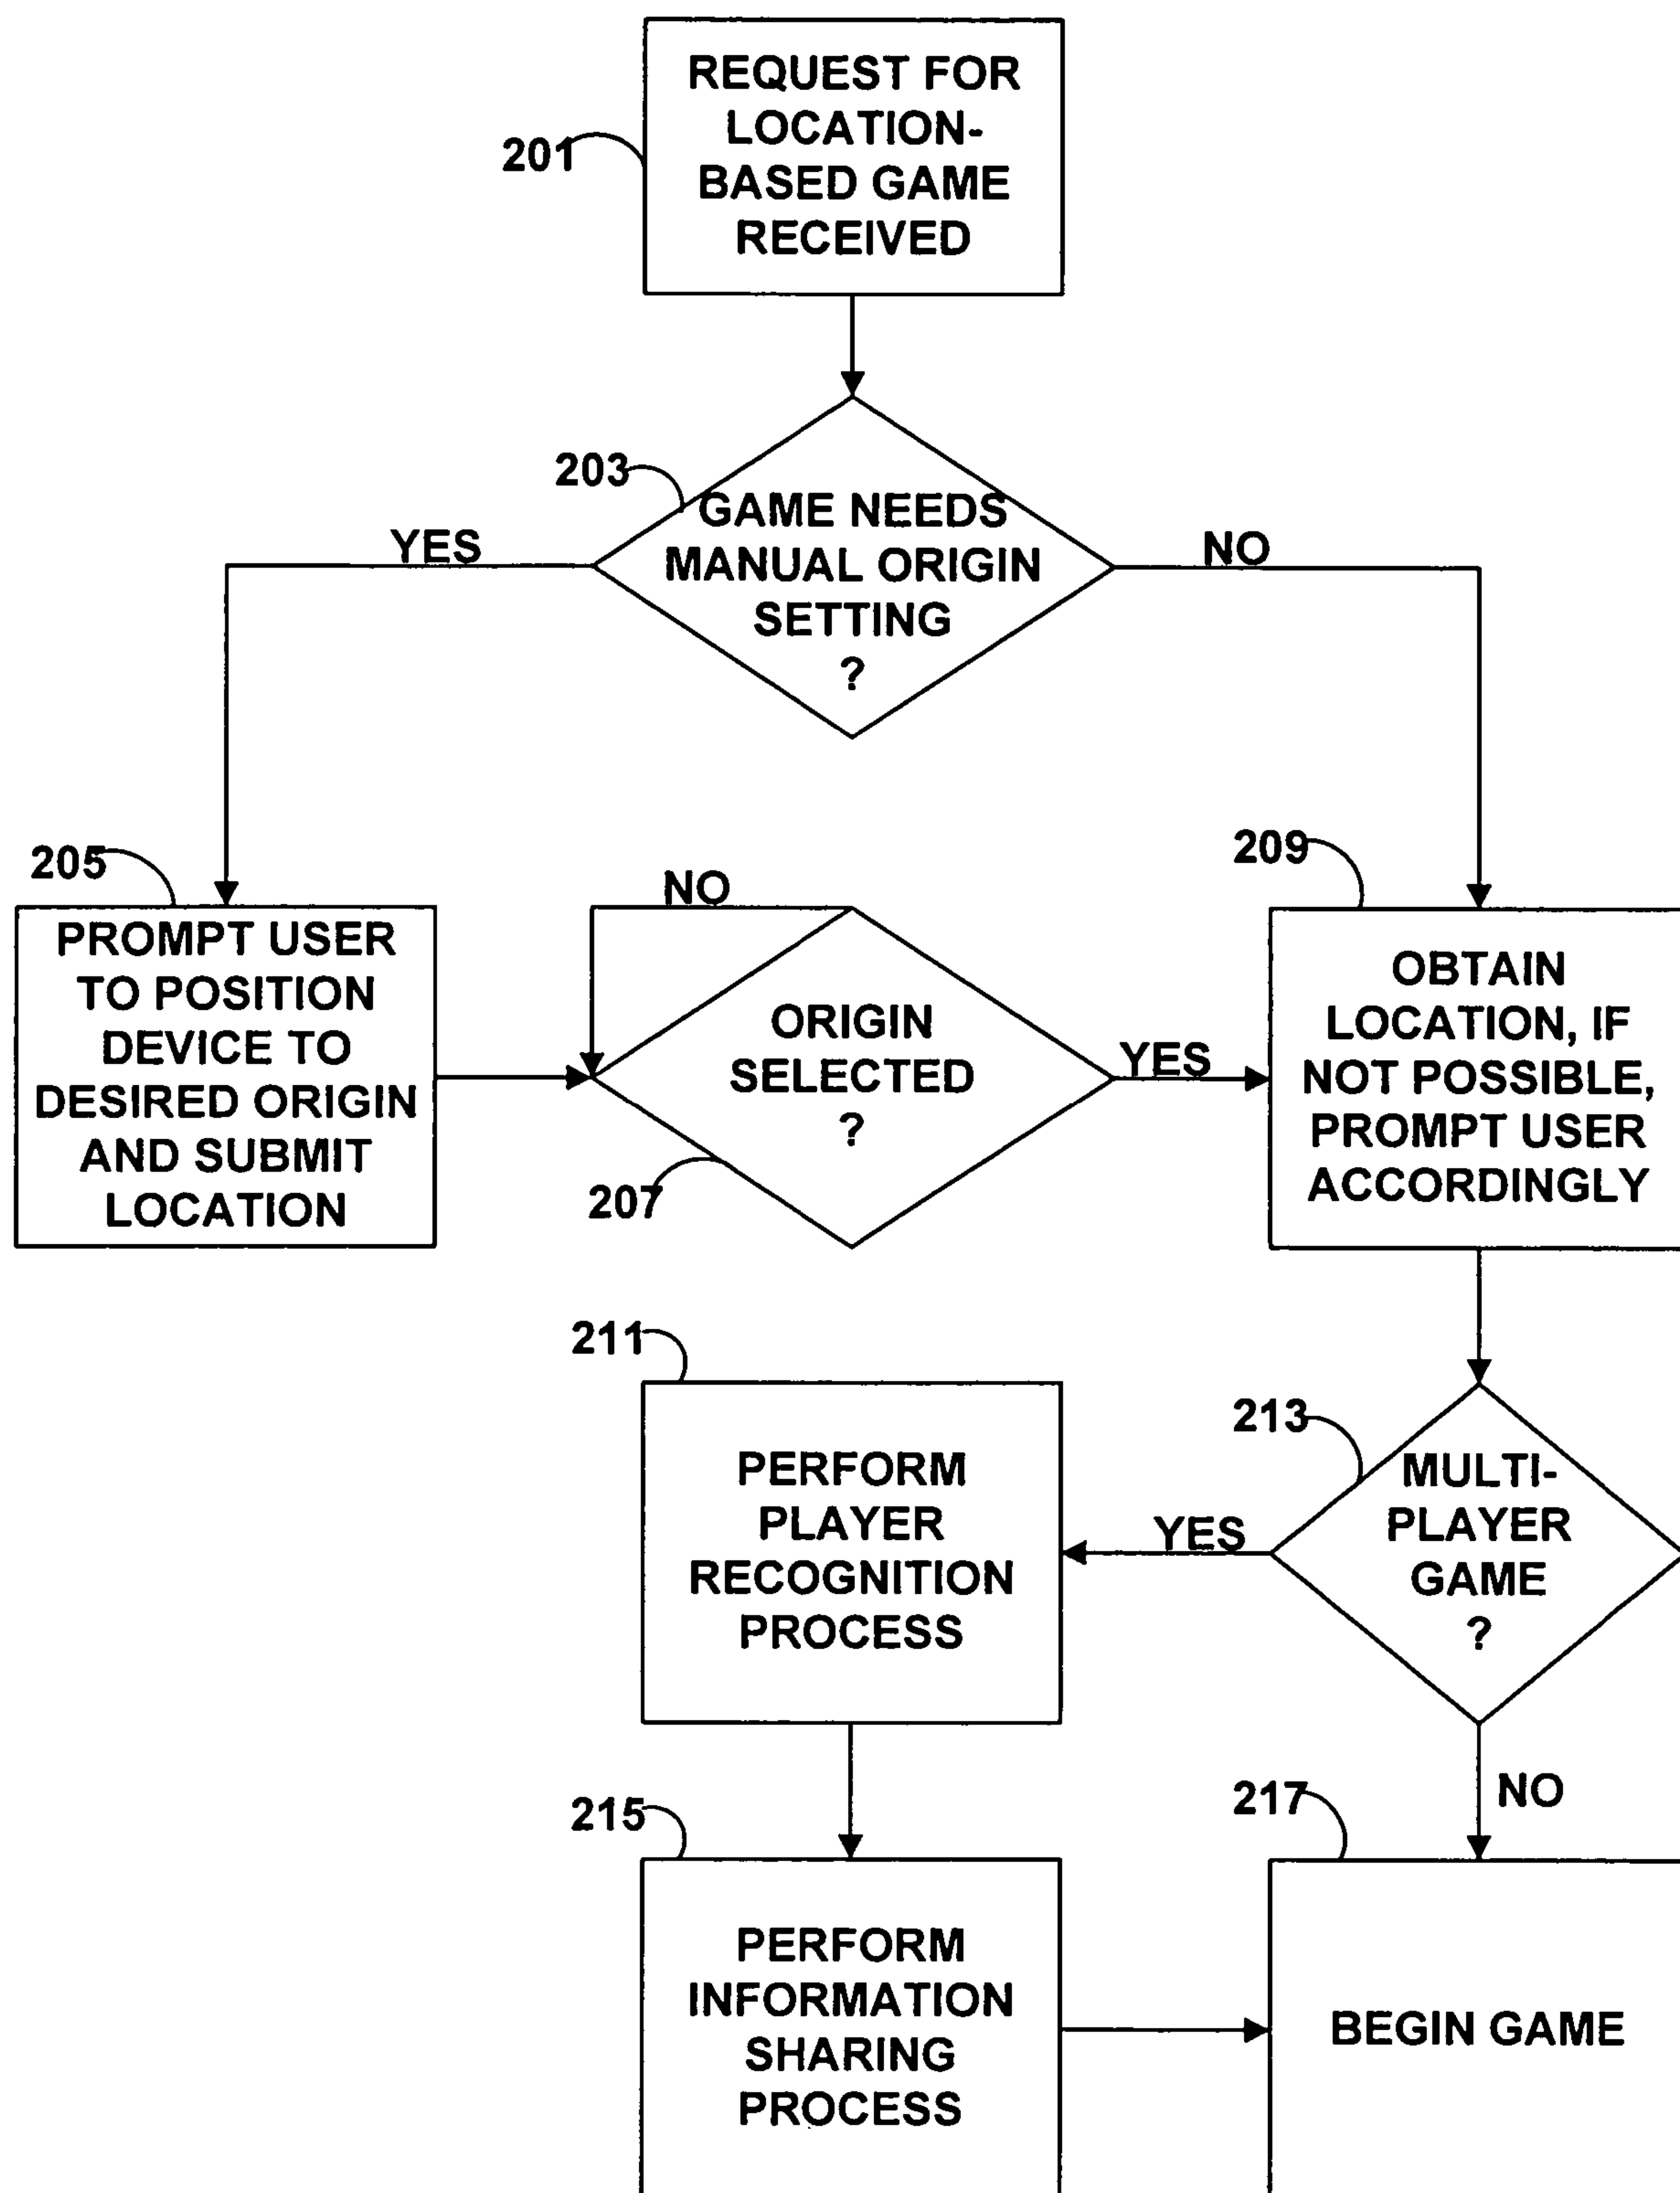 REQUEST FOR
LOCATION-
BASED GAME
RECEIVED
201
203
GAME NEEDS
MANUAL ORIGIN
SETTING
?
YES
NO
205
PROMPT USER
TO POSITION
DEVICE TO
DESIRED ORIGIN
AND SUBMIT
LOCATION
NO
ORIGIN
SELECTED
?
207
YES
209
OBTAIN
LOCATION, IF
NOT POSSIBLE,
PROMPT USER
ACCORDINGLY
211
PERFORM
PLAYER
RECOGNITION
PROCESS
YES
213
MULTI-
PLAYER
GAME
?
NO
215
PERFORM
INFORMATION
SHARING
PROCESS
217
BEGIN GAME